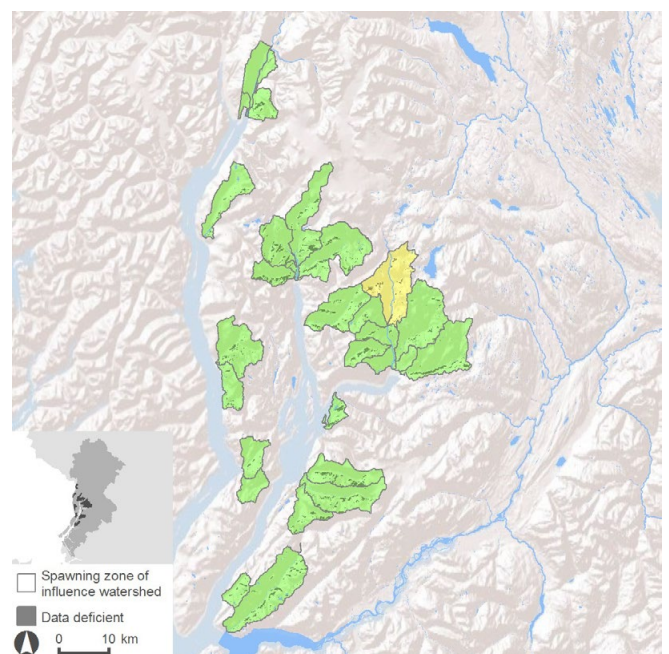 Spawning zone of
influence watershed
Data deficient
0 10 km